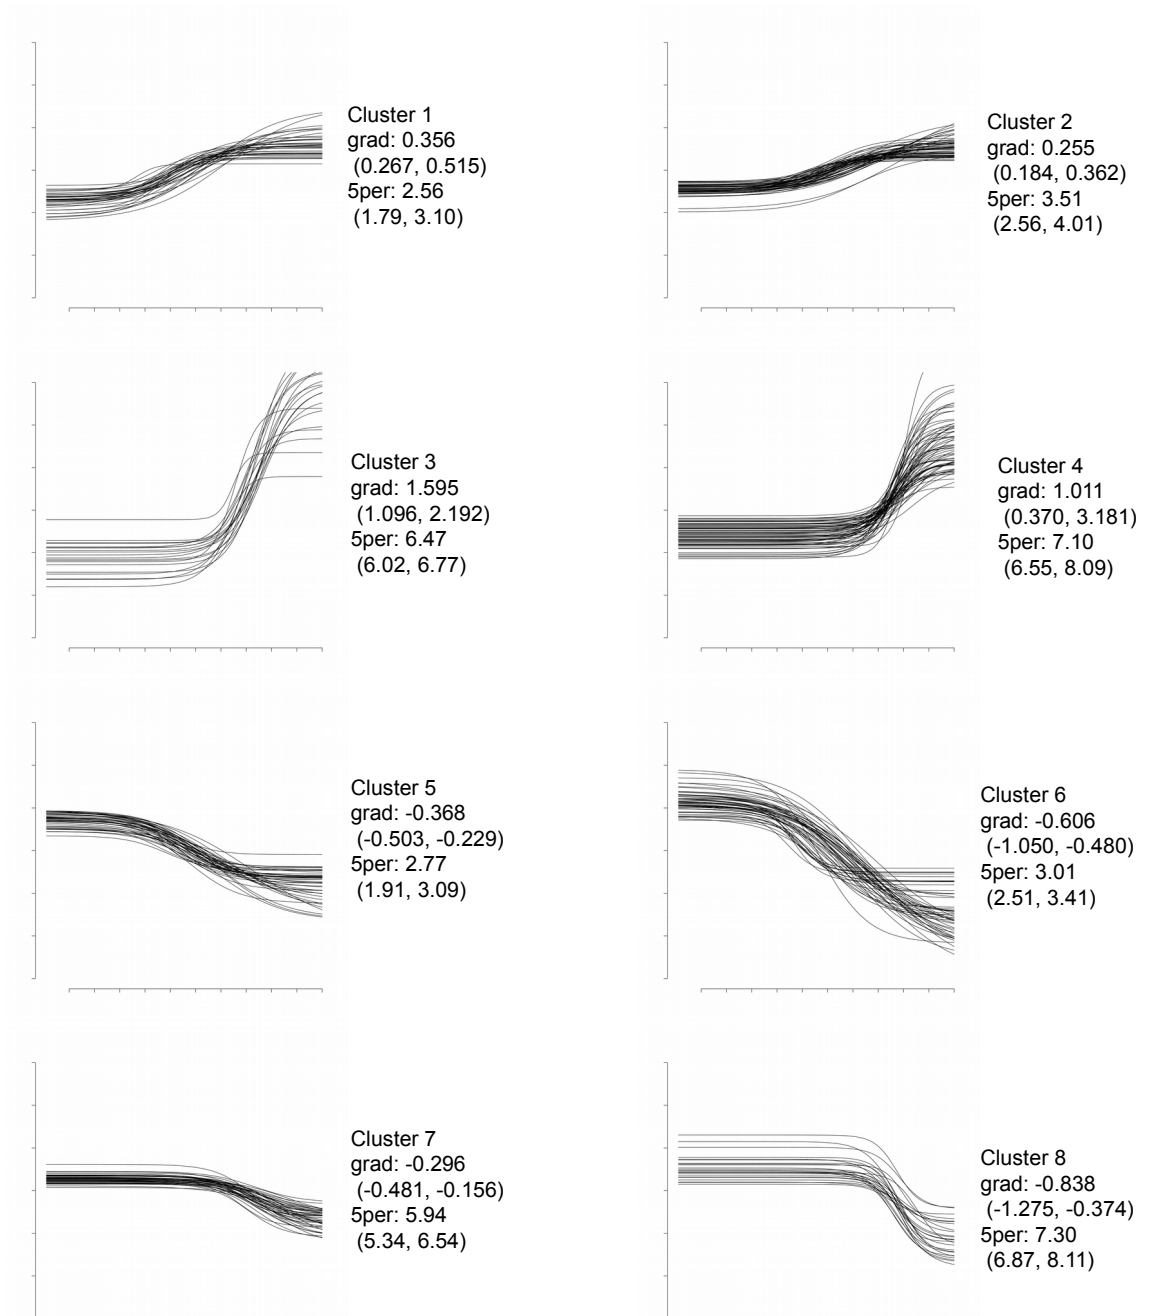 Cluster 1
grad: 0.356
(0.267, 0.515)
5per: 2.56
(1.79, 3.10)
Cluster 2
grad: 0.255
(0.184, 0.362)
5per: 3.51
(2.56, 4.01)
Cluster 3
grad: 1.595
(1.096, 2.192)
5per: 6.47
(6.02, 6.77)
Cluster 4
grad: 1.011
(0.370, 3.181)
5per: 7.10
(6.55, 8.09)
Cluster 5
grad: -0.368
(-0.503, -0.229)
5per: 2.77
(1.91, 3.09)
Cluster 6
grad: -0.606
(-1.050, -0.480)
5per: 3.01
(2.51, 3.41)
Cluster 7
grad: -0.296
(-0.481, -0.156)
5per: 5.94
(5.34, 6.54)
Cluster 8
grad: -0.838
(-1.275, -0.374)
5per: 7.30
(6.87, 8.11)